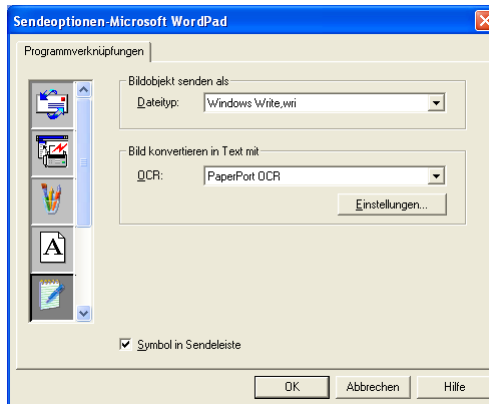 Sendeoptionen-Microsoft WordPad
Programmverknüpfungen
Bildobjekt senden als
Dateityp: Windows Write,wri
Bild konvertieren in Text mit
OCR: PaperPort OCR
Einstellungen...
A
Symbol in Sendeleiste
OK Abbrechen Hilfe